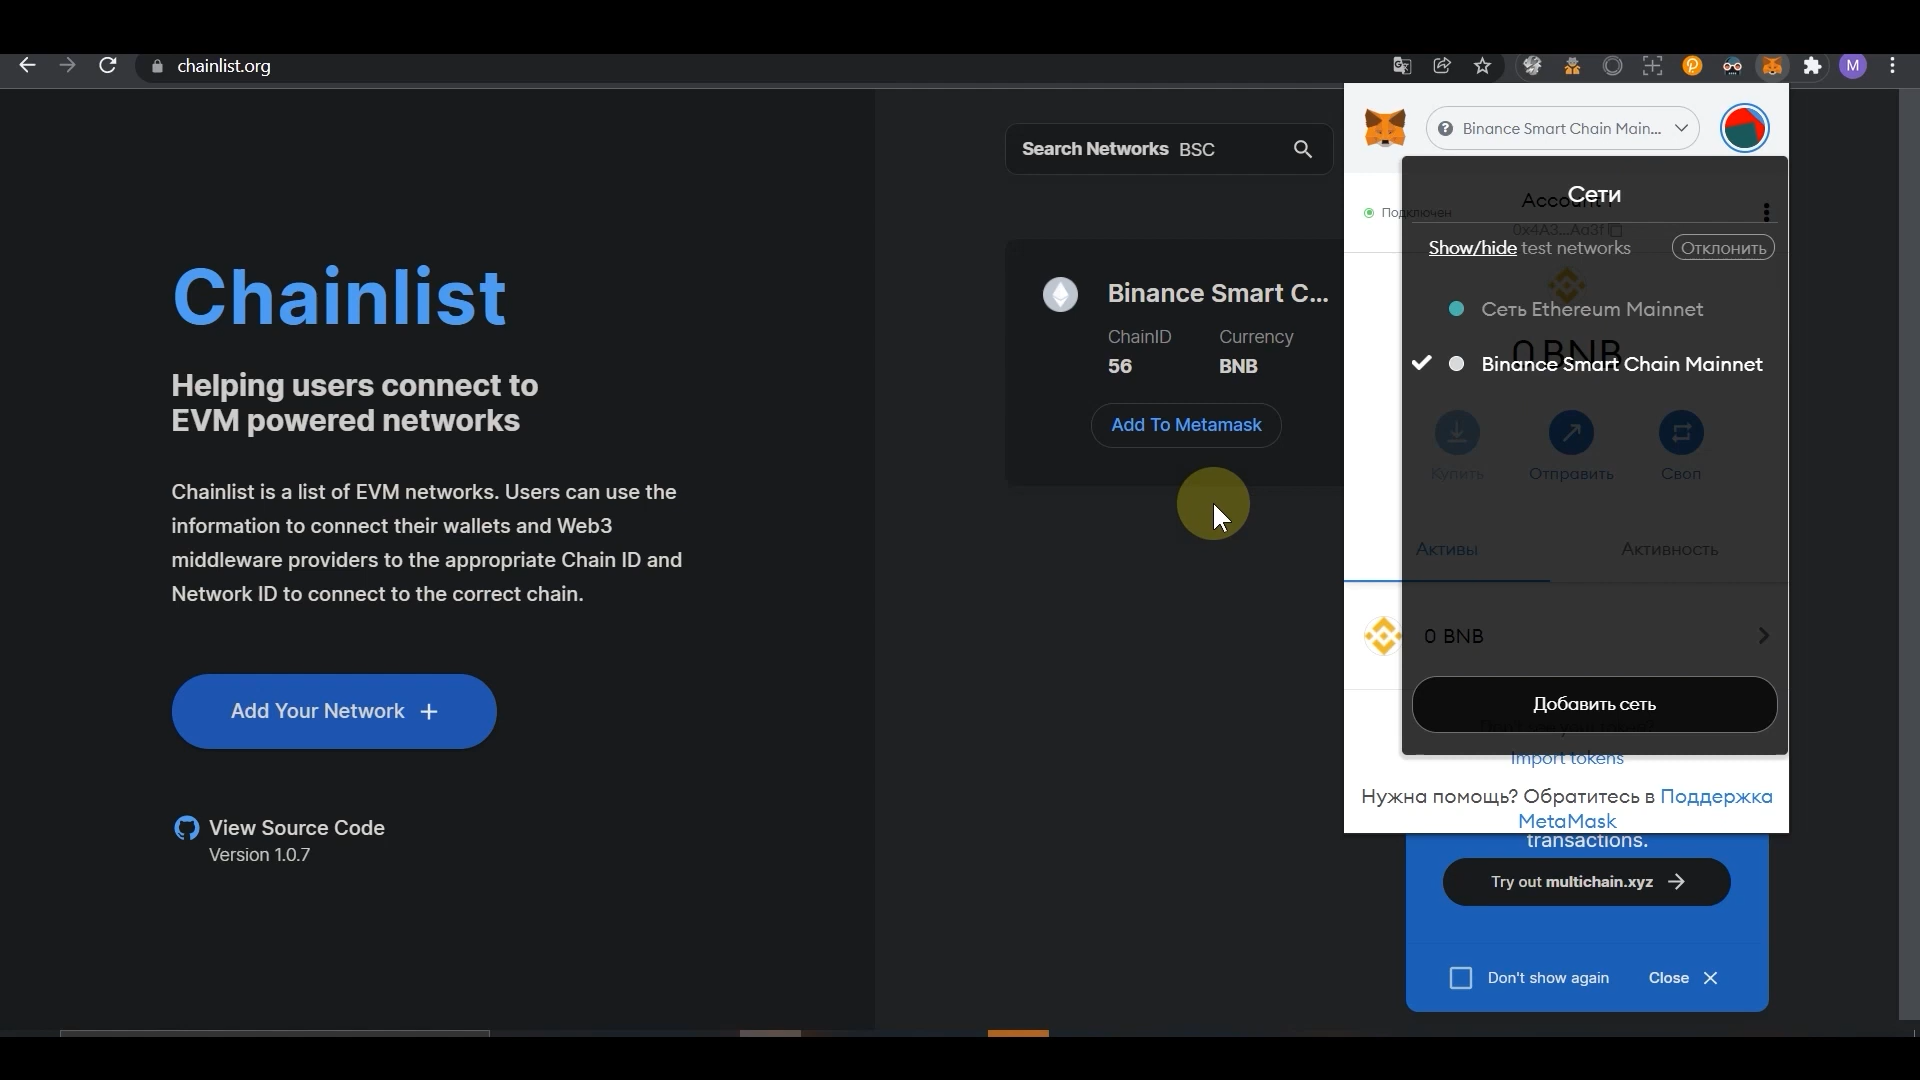 chainlist.org
M
Chainlist
Helping users connect to
EVM powered networks
Chainlist is a list of EVM networks. Users can use the
information to connect their wallets and Web3
middleware providers to the appropriate Chain ID and
Network ID to connect to the correct chain.
Add Your Network +
View Source Code
Version 1.0.7
Search Networks BSC
Binance Smart C...
ChainID Currency
56 BNB
Add To Metamask
Binance Smart Chain Main...
Сети
Подключен
0x4A3...Aa3f
Show/hide test networks Отклонить
Сеть Ethereum Mainnet
0 BNB
Binance Smart Chain Mainnet
Купить Отправить Своп
Активы Активность
0 BNB
Добавить сеть
Import tokens
Нужна помощь? Обратитесь в Поддержка
MetaMask
transactions.
Try out multichain.xyz
Don't show again Close